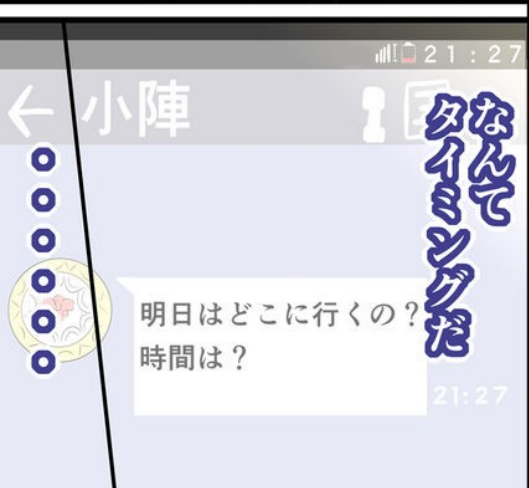 21:27
小陣
なんて
タイミングだ
。。。。。。
明日はどこに行くの？
時間は？
21:27